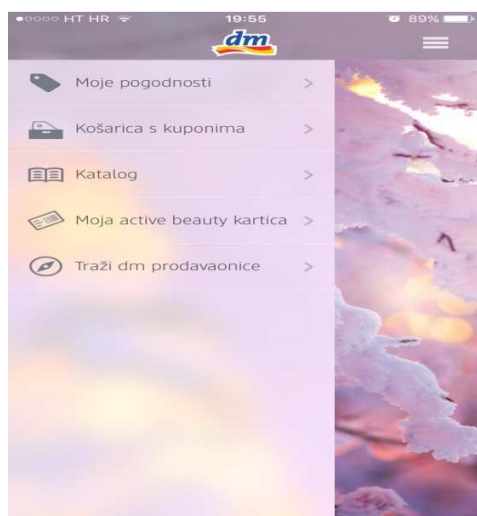 HT HR 19:55 89%
dm
Moje pogodnosti
Košarica s kuponima
Katalog
Moja active beauty kartica
Traži dm prodavaonice